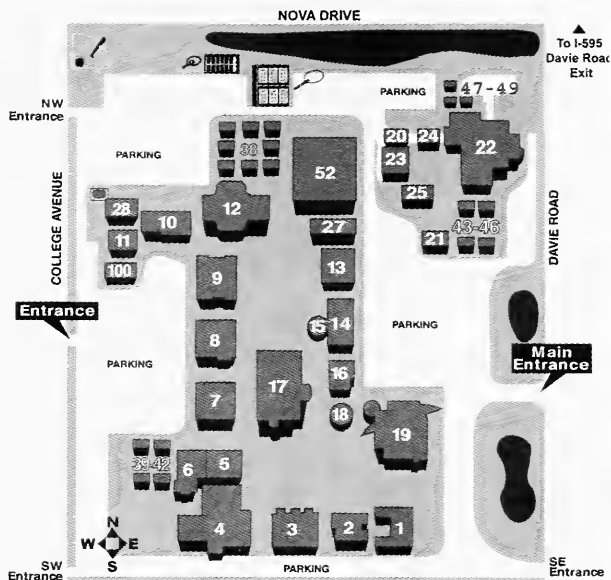 NOVA DRIVE
To I-595
Davie Road
Exit
NW
Entrance
PARKING
47-49
PARKING
38
52
20
24
22
23
25
28
10
12
27
21
43-46
11
100
COLLEGE AVENUE
DAVIE ROAD
9
13
Entrance
15
14
PARKING
8
PARKING
16
17
Main
Entrance
7
18
19
39-42
6
5
4
3
2
1
N
W
E
S
SW
Entrance
PARKING
SE
Entrance